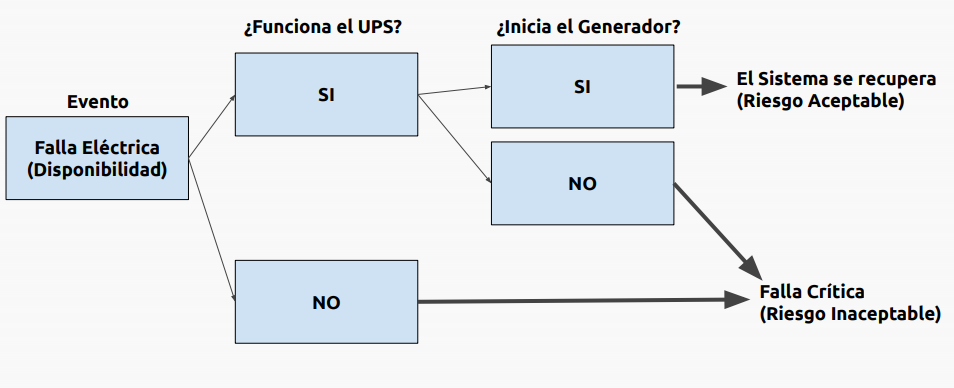 ¿Funciona el UPS?
¿Inicia el Generador?
Evento
SI
SI
El Sistema se recupera
(Riesgo Aceptable)
Falla Eléctrica
(Disponibilidad)
NO
NO
Falla Crítica
(Riesgo Inaceptable)